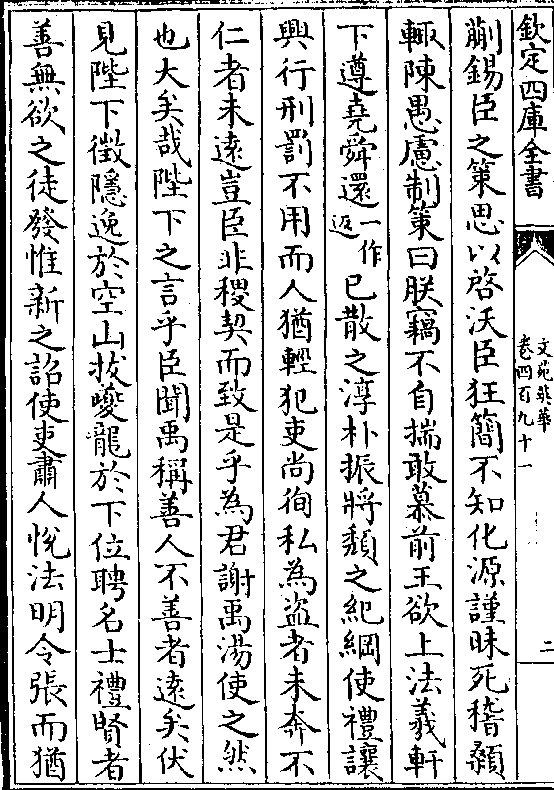 欽定四庫全書
文苑英華
卷四百九十一
二
蒯錫臣之策思以啓沃臣狂簡不知化源謹昧死稽顙
輒陳愚慮制策曰朕竊不自揣敢慕前王欲上法羲軒
下遵堯舜還一作返已散之淳朴振將頽之紀綱使禮讓
興行刑罰不用而人猶輕犯吏尚徇私為盜者未奔不
仁者未遠豈臣非稷契而致是乎為君謝禹湯使之然
也大矣哉陛下之言乎臣聞禹稱善人不善者遠矣伏
見陛下徵隱逸於空山拔夔龍於下位聘名士禮賢者
善無欲之徒發惟新之詔使吏肅人悅法明令張而猶